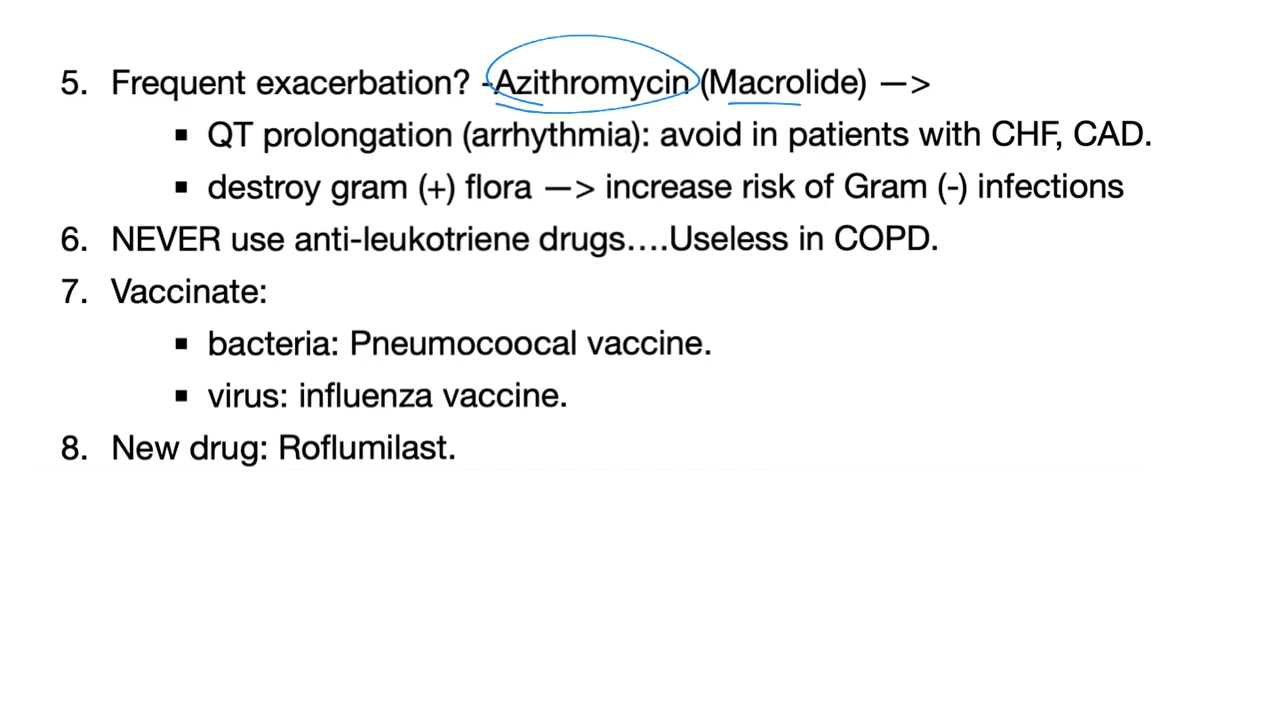 5. Frequent exacerbation? -Azithromycin (Macrolide) —>
▪ QT prolongation (arrhythmia): avoid in patients with CHF, CAD.
▪ destroy gram (+) flora —> increase risk of Gram (-) infections
6. NEVER use anti-leukotriene drugs....Useless in COPD.
7. Vaccinate:
▪ bacteria: Pneumocoocal vaccine.
▪ virus: influenza vaccine.
8. New drug: Roflumilast.